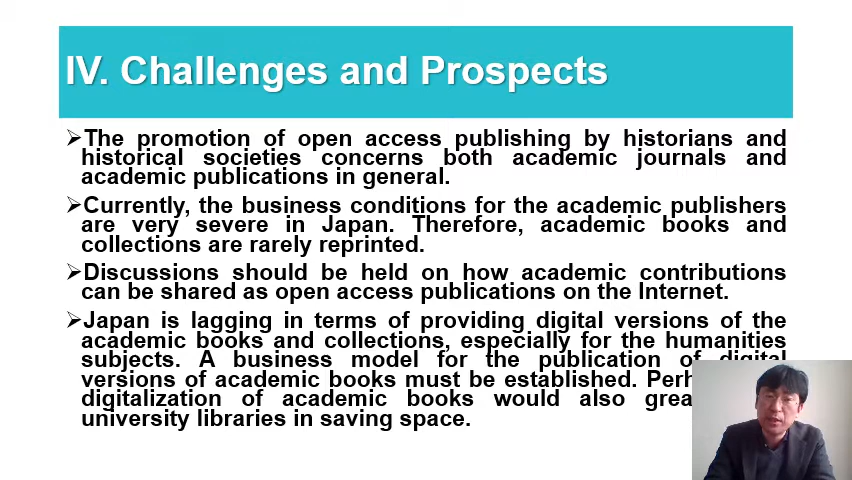 IV. Challenges and Prospects
➢The promotion of open access publishing by historians and
historical societies concerns both academic journals and
academic publications in general.
➢Currently, the business conditions for the academic publishers
are very severe in Japan. Therefore, academic books and
collections are rarely reprinted.
➢Discussions should be held on how academic contributions
can be shared as open access publications on the Internet.
➢Japan is lagging in terms of providing digital versions of the
academic books and collections, especially for the humanities
subjects. A business model for the publication of digital
versions of academic books must be established.
digitalization of academic books would also
university libraries in saving space.